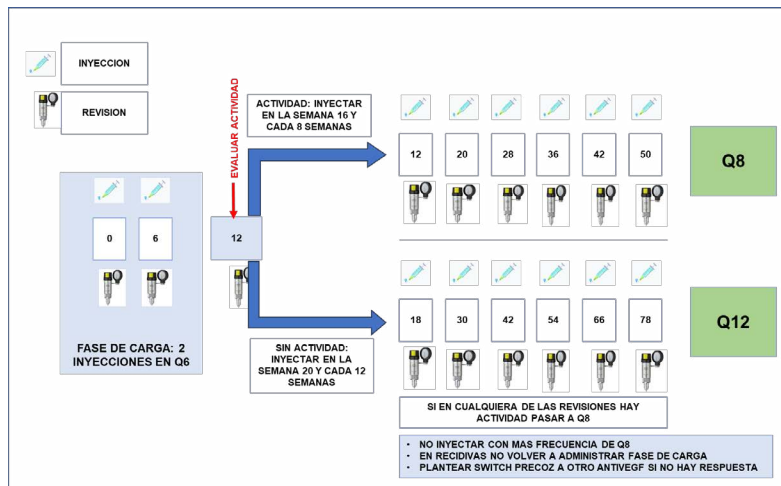 INYECCION
REVISION
EVALUAR ACTIVIDAD
ACTIVIDAD: INYECTAR
EN LA SEMANA 16 Y
CADA 8 SEMANAS
12 20 28 36 42 50
Q8
0 6
12
FASE DE CARGA: 2
INYECCIONES EN Q6
18 30 42 54 66 78
Q12
SIN ACTIVIDAD:
INYECTAR EN LA
SEMANA 20 Y CADA 12
SEMANAS
SI EN CUALQUIERA DE LAS REVISIONES HAY
ACTIVIDAD PASAR A Q8
• NO INYECTAR CON MAS FRECUENCIA DE Q8
• EN RECIDIVAS NO VOLVER A ADMINISTRAR FASE DE CARGA
• PLANTEAR SWITCH PRECOZ A OTRO ANTIVEGF SI NO HAY RESPUESTA